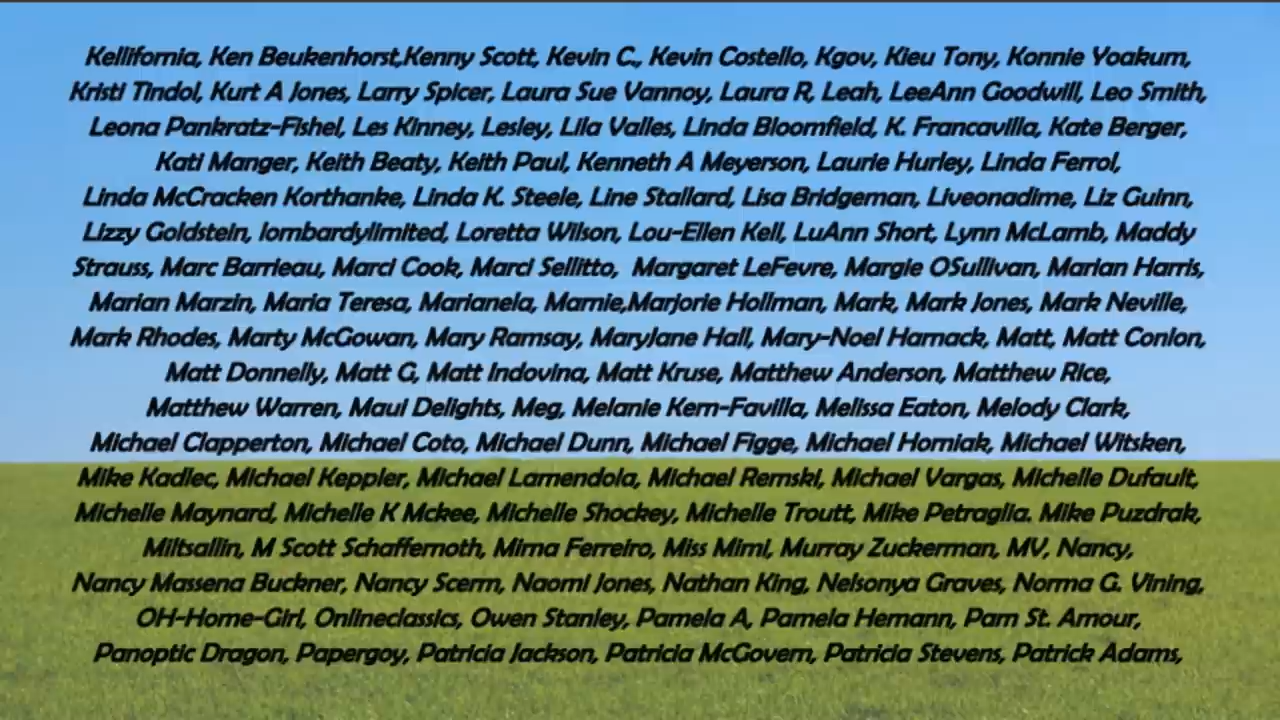 Kellifornia, Ken Beukenhorst,Kenny Scott, Kevin C., Kevin Costello, Kgov, Kieu Tony, Konnie Yoakum,
Kristi Tindol, Kurt A Jones, Larry Spicer, Laura Sue Vannoy, Laura R, Leah, LeeAnn Goodwill, Leo Smith,
Leona Pankratz-Fishel, Les Kinney, Lesley, Lila Valles, Linda Bloomfield, K. Francavilla, Kate Berger,
Kati Manger, Keith Beaty, Keith Paul, Kenneth A Meyerson, Laurie Hurley, Linda Ferrol,
Linda McCracken Korthanke, Linda K. Steele, Line Stallard, Lisa Bridgeman, Liveonadime, Liz Guinn,
Lizzy Goldstein, lombardylimited, Loretta Wilson, Lou-Ellen Kell, LuAnn Short, Lynn McLamb, Maddy
Strauss, Marc Barrieau, Marci Cook, Marci Sellitto, Margaret LeFevre, Margie OSullivan, Marian Harris,
Marian Marzin, Maria Teresa, Marianela, Marnie,Marjorie Hollman, Mark, Mark Jones, Mark Neville,
Mark Rhodes, Marty McGowan, Mary Ramsay, MaryJane Hall, Mary-Noel Harnack, Matt, Matt Conlon,
Matt Donnelly, Matt G, Matt Indovina, Matt Kruse, Matthew Anderson, Matthew Rice,
Matthew Warren, Maui Delights, Meg, Melanie Kern-Favilla, Melissa Eaton, Melody Clark,
Michael Clapperton, Michael Coto, Michael Dunn, Michael Figge, Michael Horniak, Michael Witsken,
Mike Kadlec, Michael Keppler, Michael Lamendola, Michael Remski, Michael Vargas, Michelle Dufault,
Michelle Maynard, Michelle K Mckee, Michelle Shockey, Michelle Troutt, Mike Petraglia. Mike Puzdrak,
Miltsallin, M Scott Schaffernoth, Mirna Ferreiro, Miss Mimi, Murray Zuckerman, MV, Nancy,
Nancy Massena Buckner, Nancy Scerm, Naomi Jones, Nathan King, Nelsonya Graves, Norma G. Vining,
OH-Home-Girl, Onlineclassics, Owen Stanley, Pamela A, Pamela Hemann, Pam St. Amour,
Panoptic Dragon, Papergoy, Patricia Jackson, Patricia McGovern, Patricia Stevens, Patrick Adams,